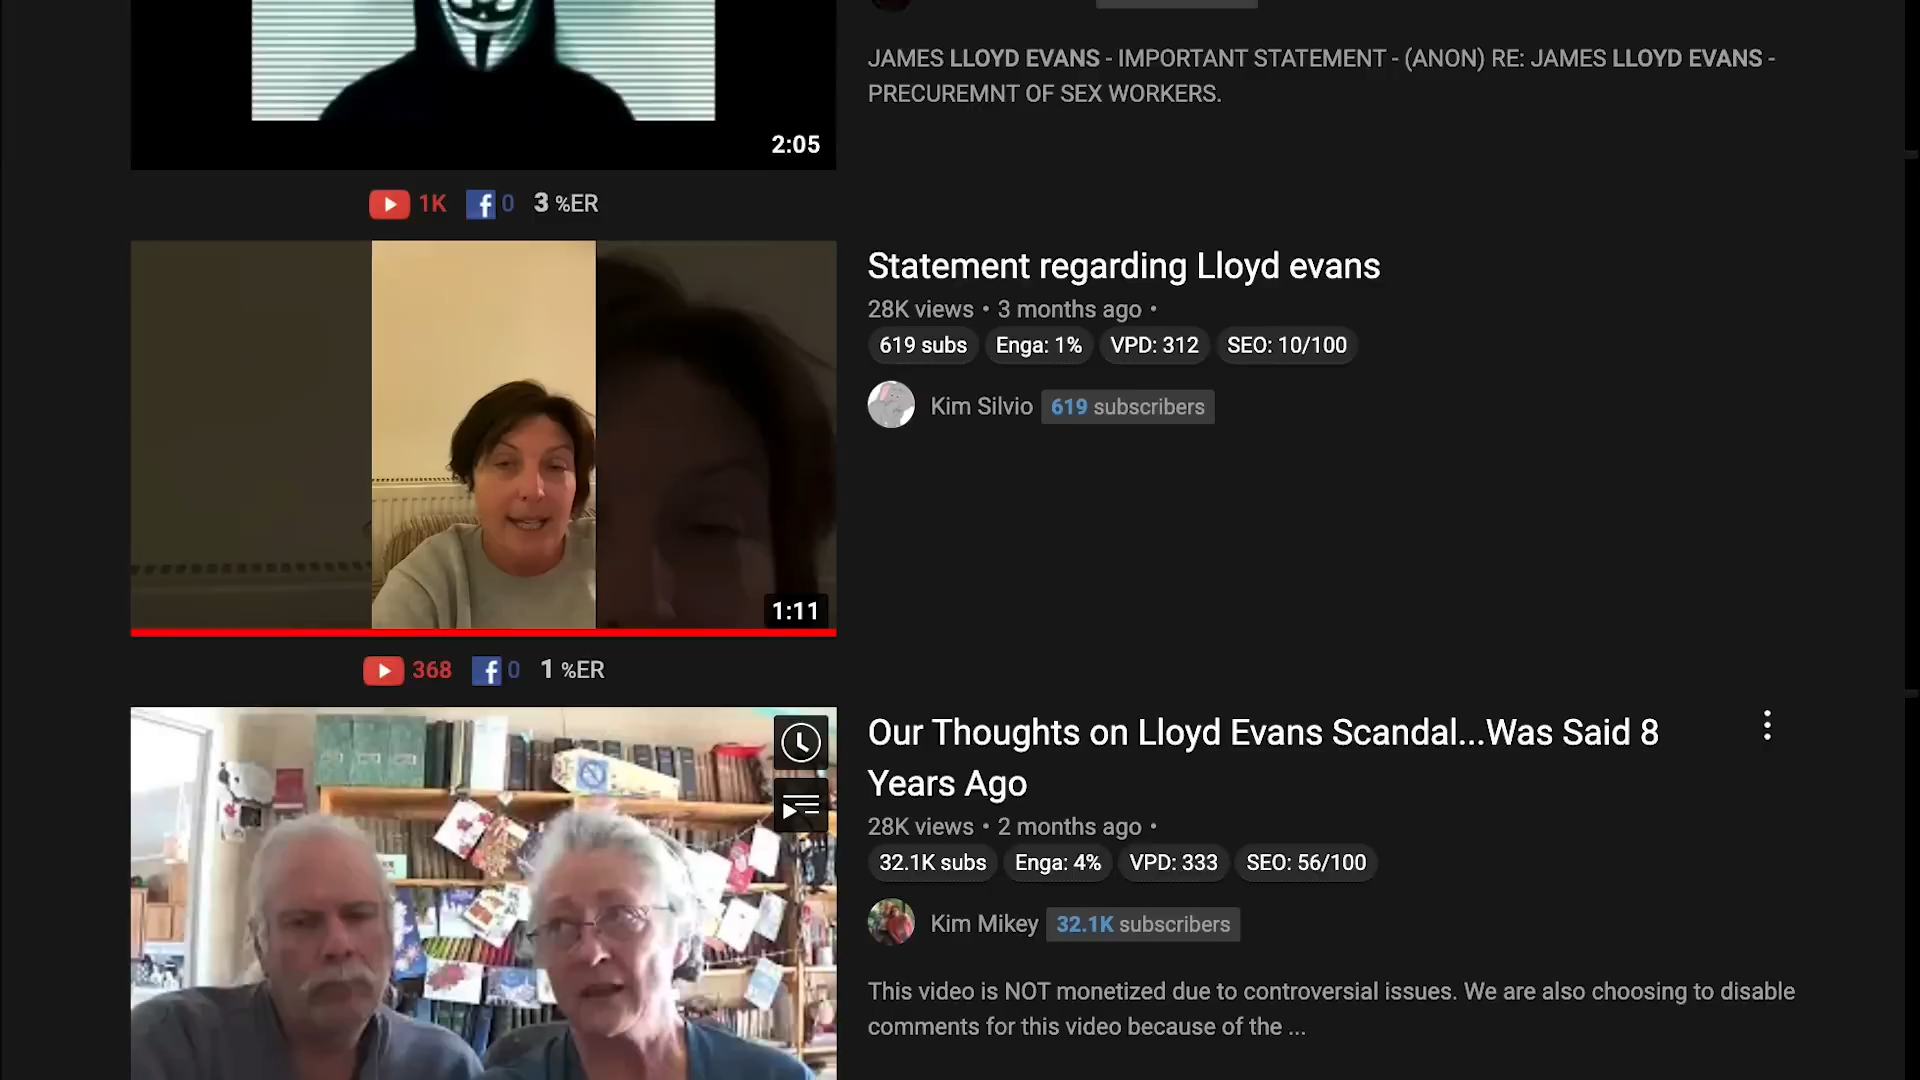 JAMES LLOYD EVANS - IMPORTANT STATEMENT - (ANON) RE: JAMES LLOYD EVANS -
PRECUREMNT OF SEX WORKERS.
2:05
1K f 0 3 %ER
Statement regarding Lloyd evans
28K views • 3 months ago •
619 subs Enga: 1% VPD: 312 SEO: 10/100
Kim Silvio 619 subscribers
1:11
368 f 0 1 %ER
Our Thoughts on Lloyd Evans Scandal...Was Said 8
Years Ago
28K views • 2 months ago •
32.1K subs Enga: 4% VPD: 333 SEO: 56/100
Kim Mikey 32.1K subscribers
This video is NOT monetized due to controversial issues. We are also choosing to disable
comments for this video because of the ...